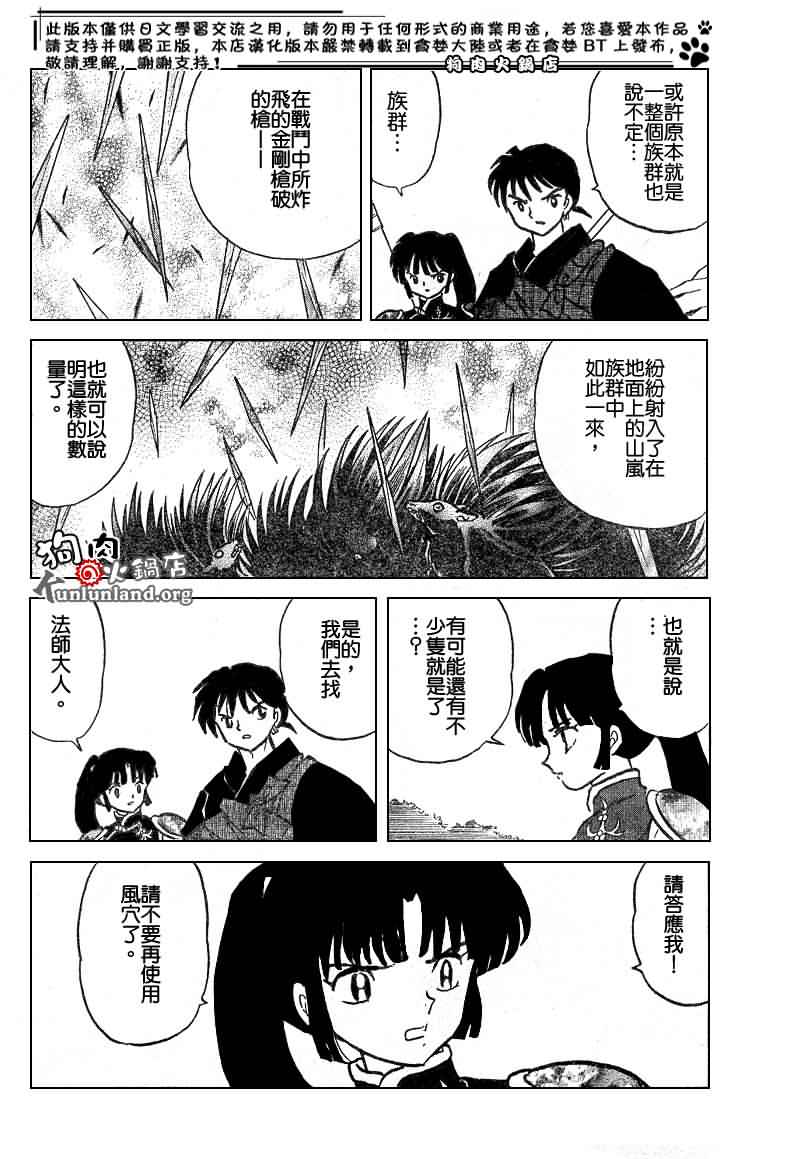 此版本僅供日文學習交流之用，請勿用于任何形式的商業用途，若您喜愛本作品
請支持并購買正版，本店漢化版本嚴禁轉載到貪婪大陸或者在貪婪 BT 上發布，
敬請理解，謝謝支持！
狗肉火鍋店
或許原本就是
一整個族群也
說不定…
族群…
在戰鬥中所炸
飛的金剛槍破
的槍——
紛紛射入了在
地面上的山嵐
族群中
如此一來，
也就可以說
明這樣的數
量了。
狗肉火鍋店
Kunlunland.org
也就是說
…
有可能還有不
少隻就是了
…？
是的，
我們去找
法師大人。
請答應我！
請不要再使用
風穴了。